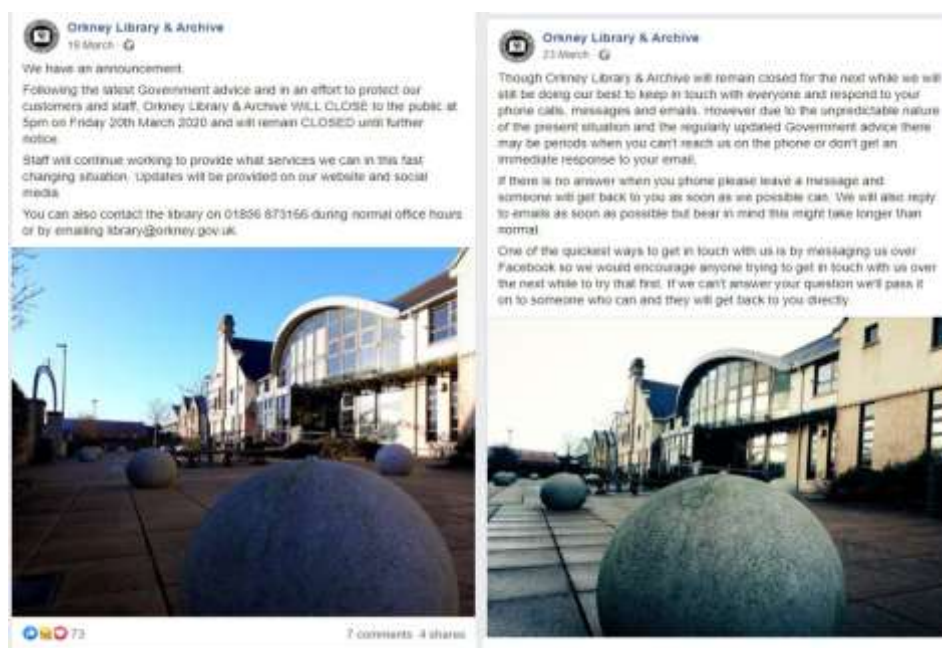 Orkney Library & Archive
19 March
We have an announcement.
Following the latest Government advice and in an effort to protect our
customers and staff, Orkney Library & Archive WILL CLOSE to the public at
5pm on Friday 20th March 2020 and will remain CLOSED until further
notice.
Staff will continue working to provide what services we can in this fast
changing situation. Updates will be provided on our website and social
media.
You can also contact the library on 01856 873166 during normal office hours
or by emailing library@orkney.gov.uk.
73
7 comments 4 shares
Orkney Library & Archive
23 March
Though Orkney Library & Archive will remain closed for the next while we will
still be doing our best to keep in touch with everyone and respond to your
phone calls, messages and emails. However due to the unpredictable nature
of the present situation and the regularly updated Government advice there
may be periods when you can't reach us on the phone or don't get an
immediate response to your email.
If there is no answer when you phone please leave a message and
someone will get back to you as soon as we possible can. We will also reply
to emails as soon as possible but bear in mind this might take longer than
normal.
One of the quickest ways to get in touch with us is by messaging us over
Facebook so we would encourage anyone trying to get in touch with us over
the next while to try that first. If we can't answer your question we'll pass it
on to someone who can and they will get back to you directly.